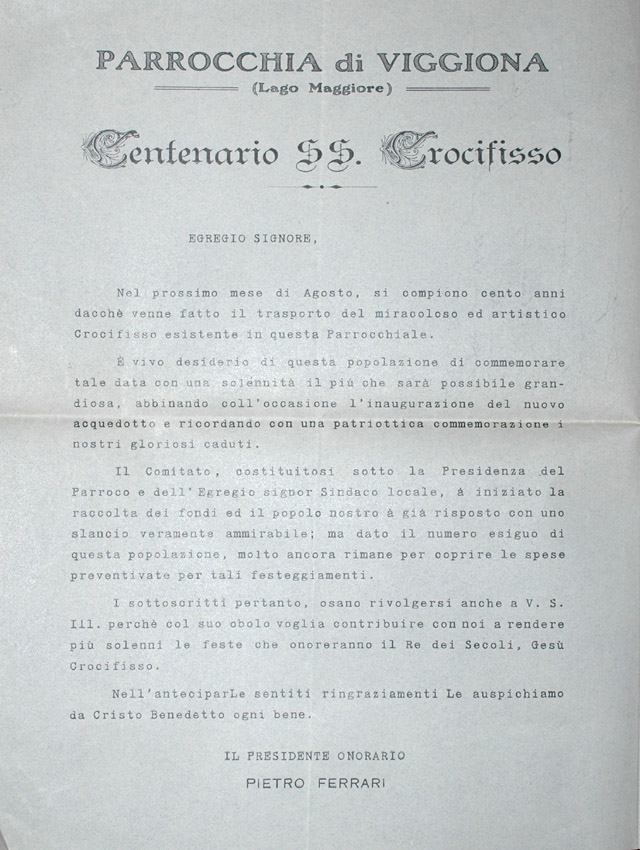 PARROCCHIA di VIGGIONA
(Lago Maggiore)
Centenario SS. Crocifisso
EGREGIO SIGNORE,
Nel prossimo mese di Agosto, si compiono cento anni
dacchè venne fatto il trasporto del miracoloso ed artistico
Crocifisso esistente in questa Parrocchiale.
È vivo desiderio di questa popolazione di commemorare
tale data con una solennità il più che sarà possibile gran-
diosa, abbinando coll'occasione l'inaugurazione del nuovo
acquedotto e ricordando con una patriottica commemorazione i
nostri gloriosi caduti.
Il Comitato, costituitosi sotto la Presidenza del
Parroco e dell'Egregio signor Sindaco locale, à iniziato la
raccolta dei fondi ed il popolo nostro à già risposto con uno
slancio veramente ammirabile; ma dato il numero esiguo di
questa popolazione, molto ancora rimane per coprire le spese
preventivate per tali festeggiamenti.
I sottoscritti pertanto, osano rivolgersi anche a V. S.
Ill. perchè col suo obolo voglia contribuire con noi a rendere
più solenni le feste che onoreranno il Re dei Secoli, Gesù
Crocifisso.
Nell'anteciparLe sentiti ringraziamenti Le auspichiamo
da Cristo Benedetto ogni bene.
IL PRESIDENTE ONORARIO
PIETRO FERRARI